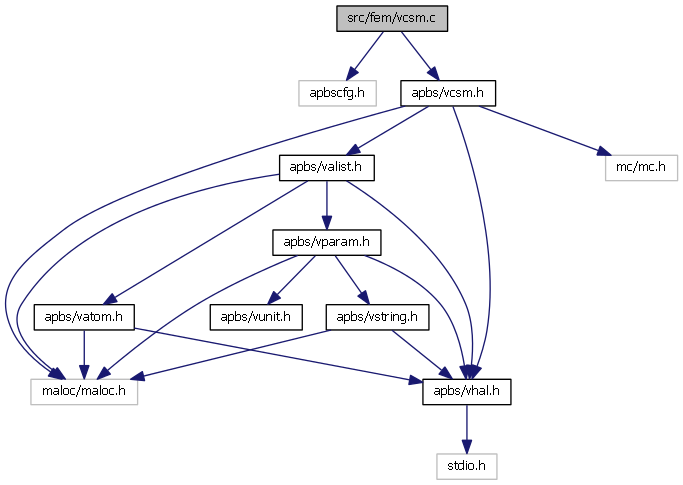 src/fem/vcsm.c
apbscfg.h
apbs/vcsm.h
apbs/valist.h
mc/mc.h
apbs/vparam.h
apbs/vatom.h
apbs/vunit.h
apbs/vstring.h
maloc/maloc.h
apbs/vhal.h
stdio.h